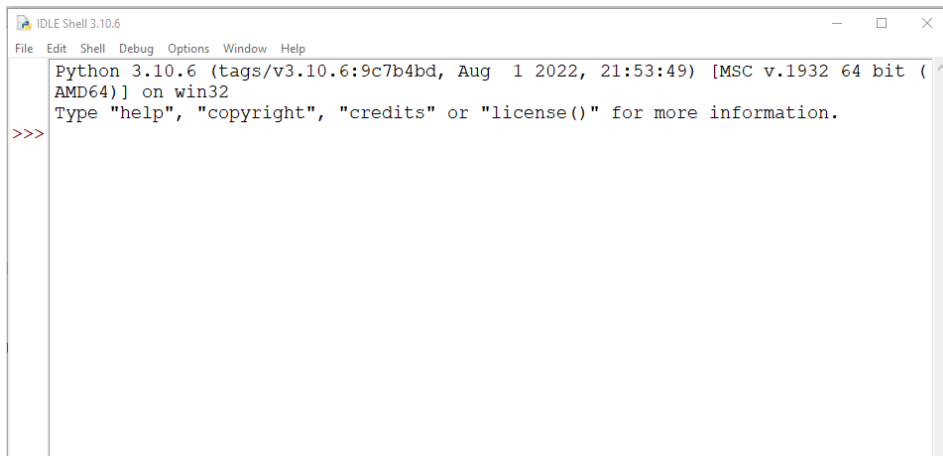 IDLE Shell 3.10.6
File Edit Shell Debug Options Window Help
Python 3.10.6 (tags/v3.10.6:9c7b4bd, Aug  1 2022, 21:53:49) [MSC v.1932 64 bit (
AMD64)] on win32
Type "help", "copyright", "credits" or "license()" for more information.
>>>